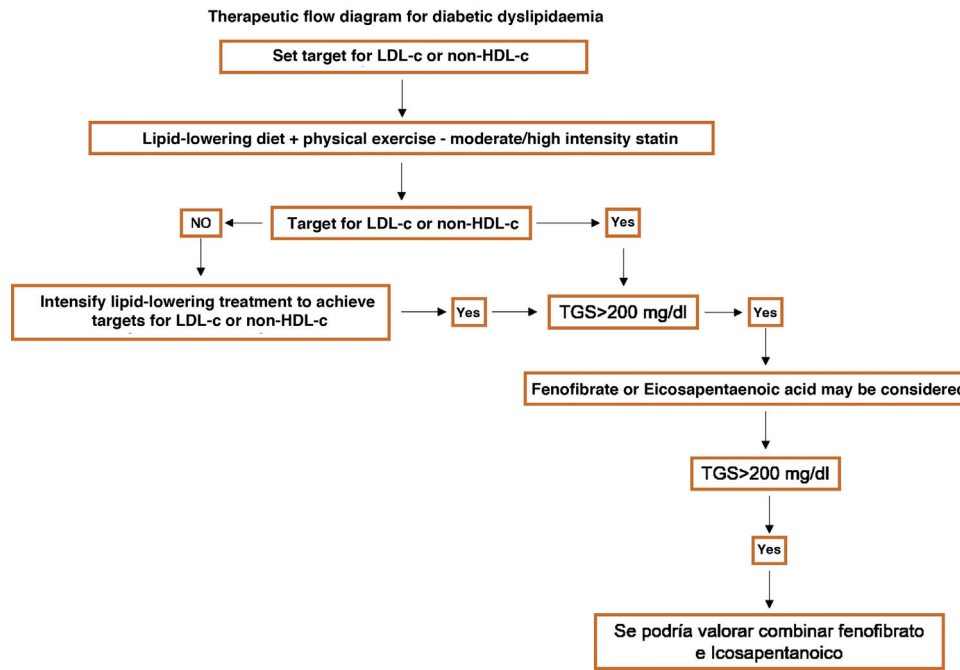 Therapeutic flow diagram for diabetic dyslipidaemia
Set target for LDL-c or non-HDL-c
Lipid-lowering diet + physical exercise - moderate/high intensity statin
NO
Target for LDL-c or non-HDL-c
Yes
Intensify lipid-lowering treatment to achieve
targets for LDL-c or non-HDL-c
Yes
TGS>200 mg/dl
Yes
Fenofibrate or Eicosapentaenoic acid may be considered
TGS>200 mg/dl
Yes
Se podría valorar combinar fenofibrato
e Icosapentanoico